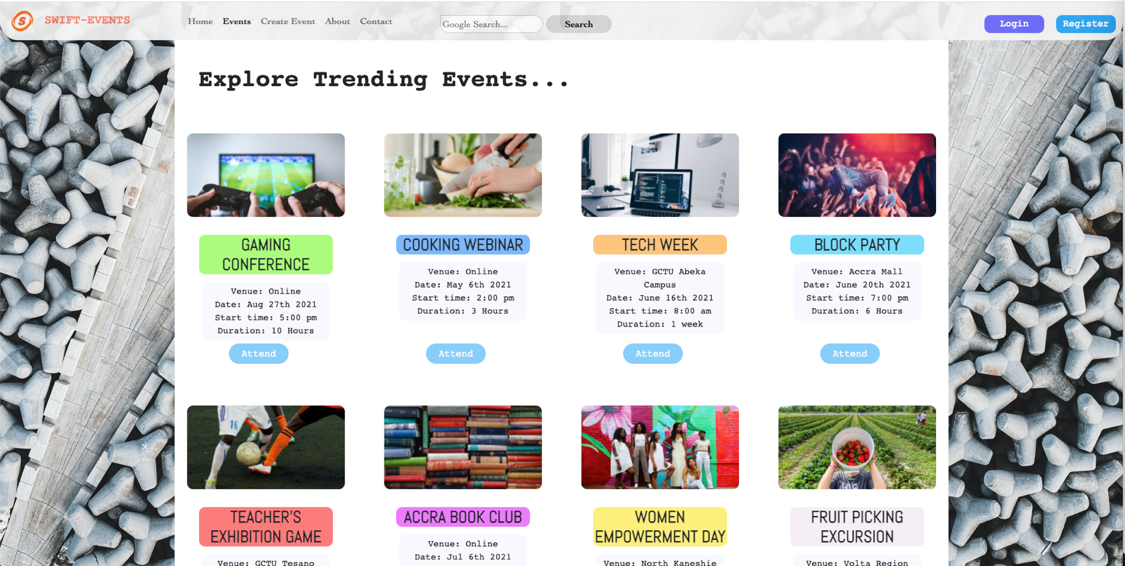 SWIFT-EVENTS
Home Events Create Event About Contact
Google Search...
Search
Login
Register
Explore Trending Events...
GAMING
CONFERENCE
Venue: Online
Date: Aug 27th 2021
Start time: 5:00 pm
Duration: 10 Hours
Attend
COOKING WEBINAR
Venue: Online
Date: May 6th 2021
Start time: 2:00 pm
Duration: 3 Hours
Attend
TECH WEEK
Venue: GCTU Abeka
Campus
Date: June 16th 2021
Start time: 8:00 am
Duration: 1 week
Attend
BLOCK PARTY
Venue: Accra Mall
Date: June 20th 2021
Start time: 7:00 pm
Duration: 6 Hours
Attend
TEACHER'S
EXHIBITION GAME
Venue: GCTU Tesano
ACCRA BOOK CLUB
Venue: Online
Date: Jul 6th 2021
WOMEN
EMPOWERMENT DAY
Venue: North Kaneshie
FRUIT PICKING
EXCURSION
Venue: Volta Region